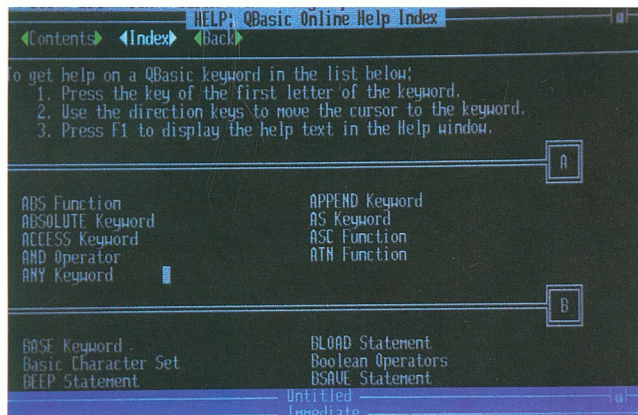 HELP: QBasic Online Help Index
◄Contents► ◄Index► ◄Back►
To get help on a QBasic keyword in the list below:
1. Press the key of the first letter of the keyword.
2. Use the direction keys to move the cursor to the keyword.
3. Press F1 to display the help text in the Help window.
A
ABS Function APPEND Keyword
ABSOLUTE Keyword AS Keyword
ACCESS Keyword ASC Function
AND Operator ATN Function
ANY Keyword
B
BASE Keyword BLOAD Statement
Basic Character Set Boolean Operators
BEEP Statement BSAVE Statement
Untitled
Immediate